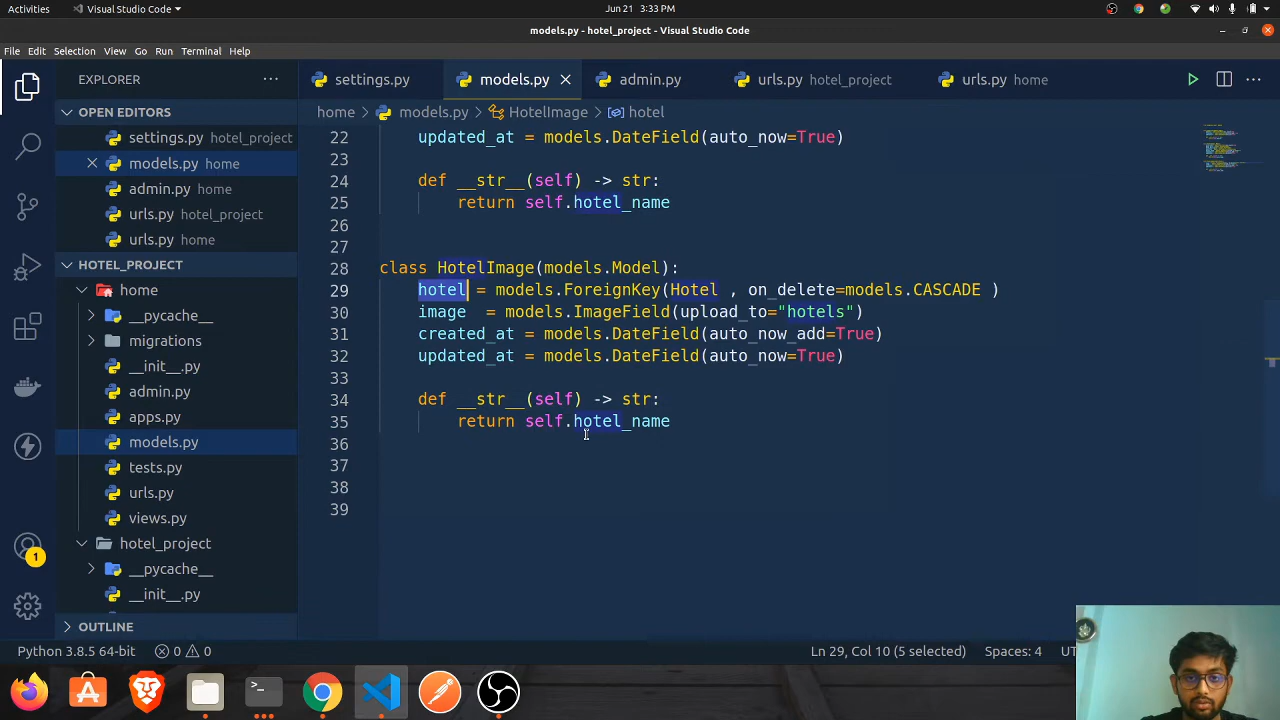 Activities
Visual Studio Code
Jun 21 3:33 PM
models.py - hotel_project - Visual Studio Code
File Edit Selection View Go Run Terminal Help
EXPLORER
settings.py
models.py
admin.py
urls.py hotel_project
urls.py home
OPEN EDITORS
settings.py hotel_project
models.py home
admin.py home
urls.py hotel_project
urls.py home
HOTEL_PROJECT
home
__pycache__
migrations
__init__.py
admin.py
apps.py
models.py
tests.py
urls.py
views.py
hotel_project
__pycache__
__init__.py
OUTLINE
home > models.py > HotelImage > hotel
22 updated_at = models.DateField(auto_now=True)
23
24 def __str__(self) -> str:
25 return self.hotel_name
26
27
28 class HotelImage(models.Model):
29 hotel = models.ForeignKey(Hotel , on_delete=models.CASCADE )
30 image  = models.ImageField(upload_to="hotels")
31 created_at = models.DateField(auto_now_add=True)
32 updated_at = models.DateField(auto_now=True)
33
34 def __str__(self) -> str:
35 return self.hotel_name
36
37
38
39
1
Python 3.8.5 64-bit
0
0
Ln 29, Col 10 (5 selected)
Spaces: 4